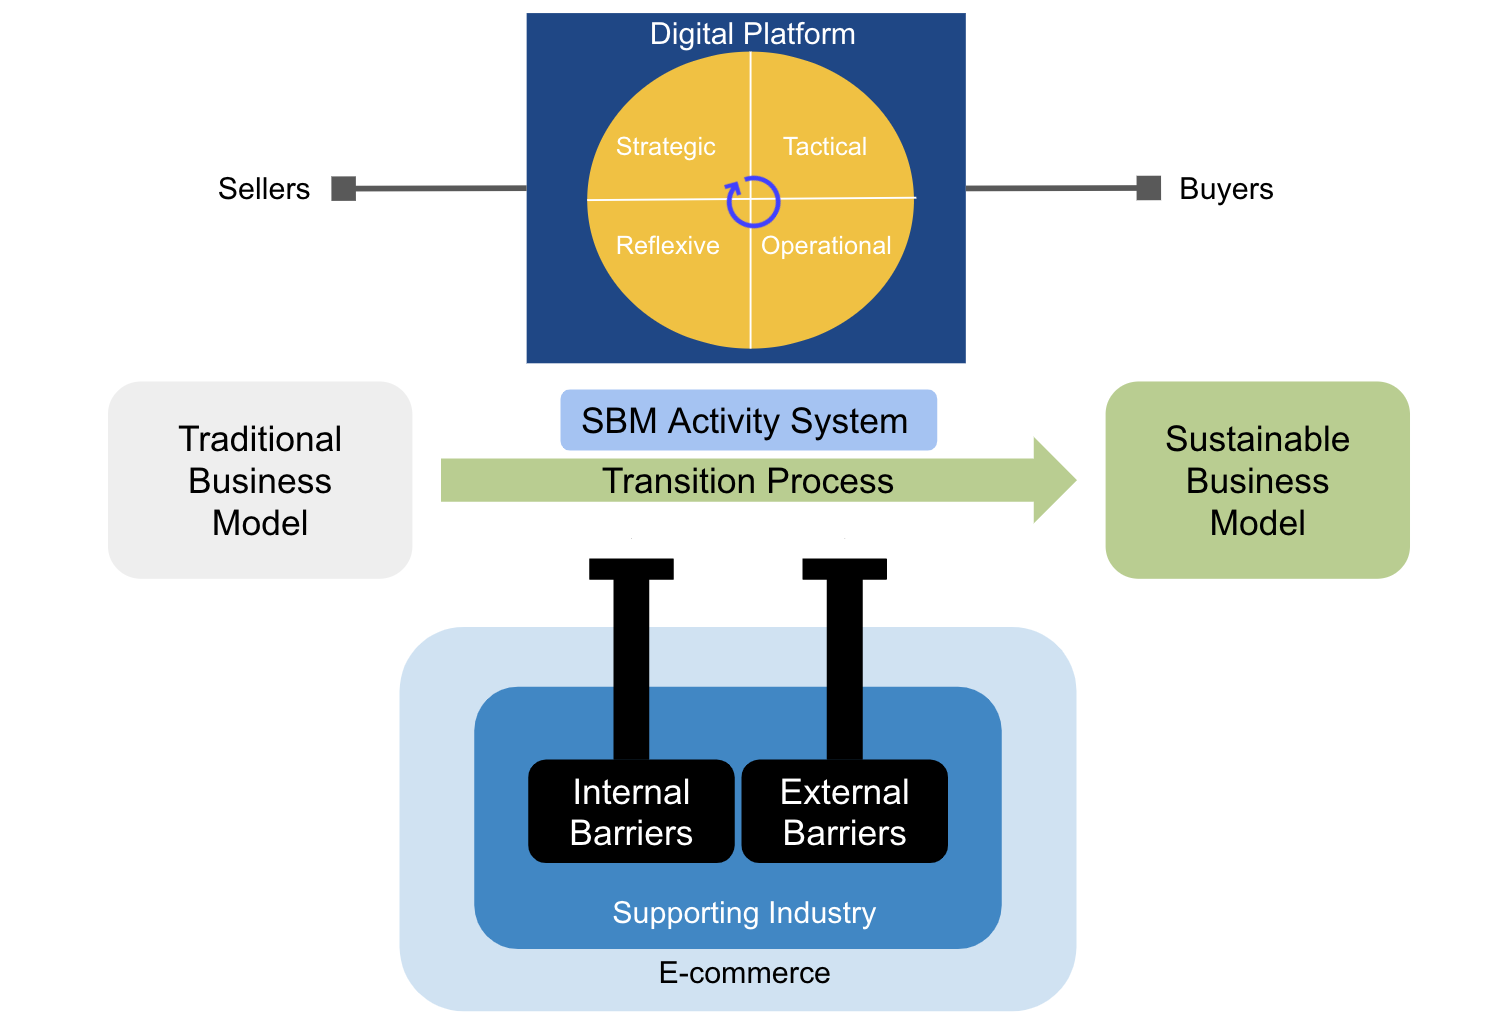 Digital Platform
Strategic
Tactical
Sellers
Buyers
Reflexive
Operational
SBM Activity System
Traditional
Business
Model
Transition Process
Sustainable
Business
Model
Internal
Barriers
External
Barriers
Supporting Industry
E-commerce